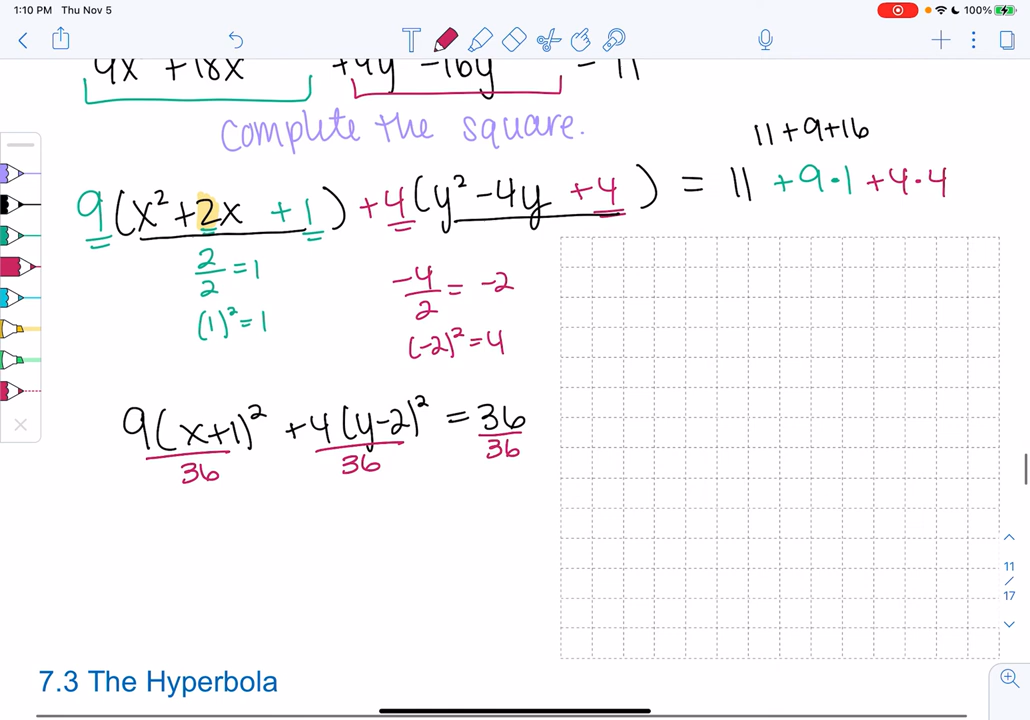 1:10 PM Thu Nov 5 100%
9x² +18x +4y² -16y = 11
Complete the square.
11 + 9 + 16
9(x² + 2x + 1) + 4(y² - 4y + 4) = 11 + 9•1 + 4•4
2/2 = 1
-4/2 = -2
(1)² = 1
(-2)² = 4
9(x+1)²/36 + 4(y-2)²/36 = 36/36
11
/
17
7.3 The Hyperbola